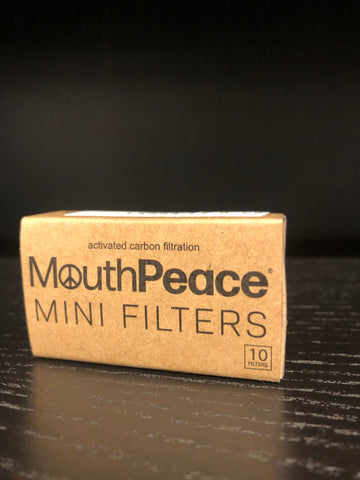 activated carbon filtration
MouthPeace®
MINI FILTERS
10
FILTERS